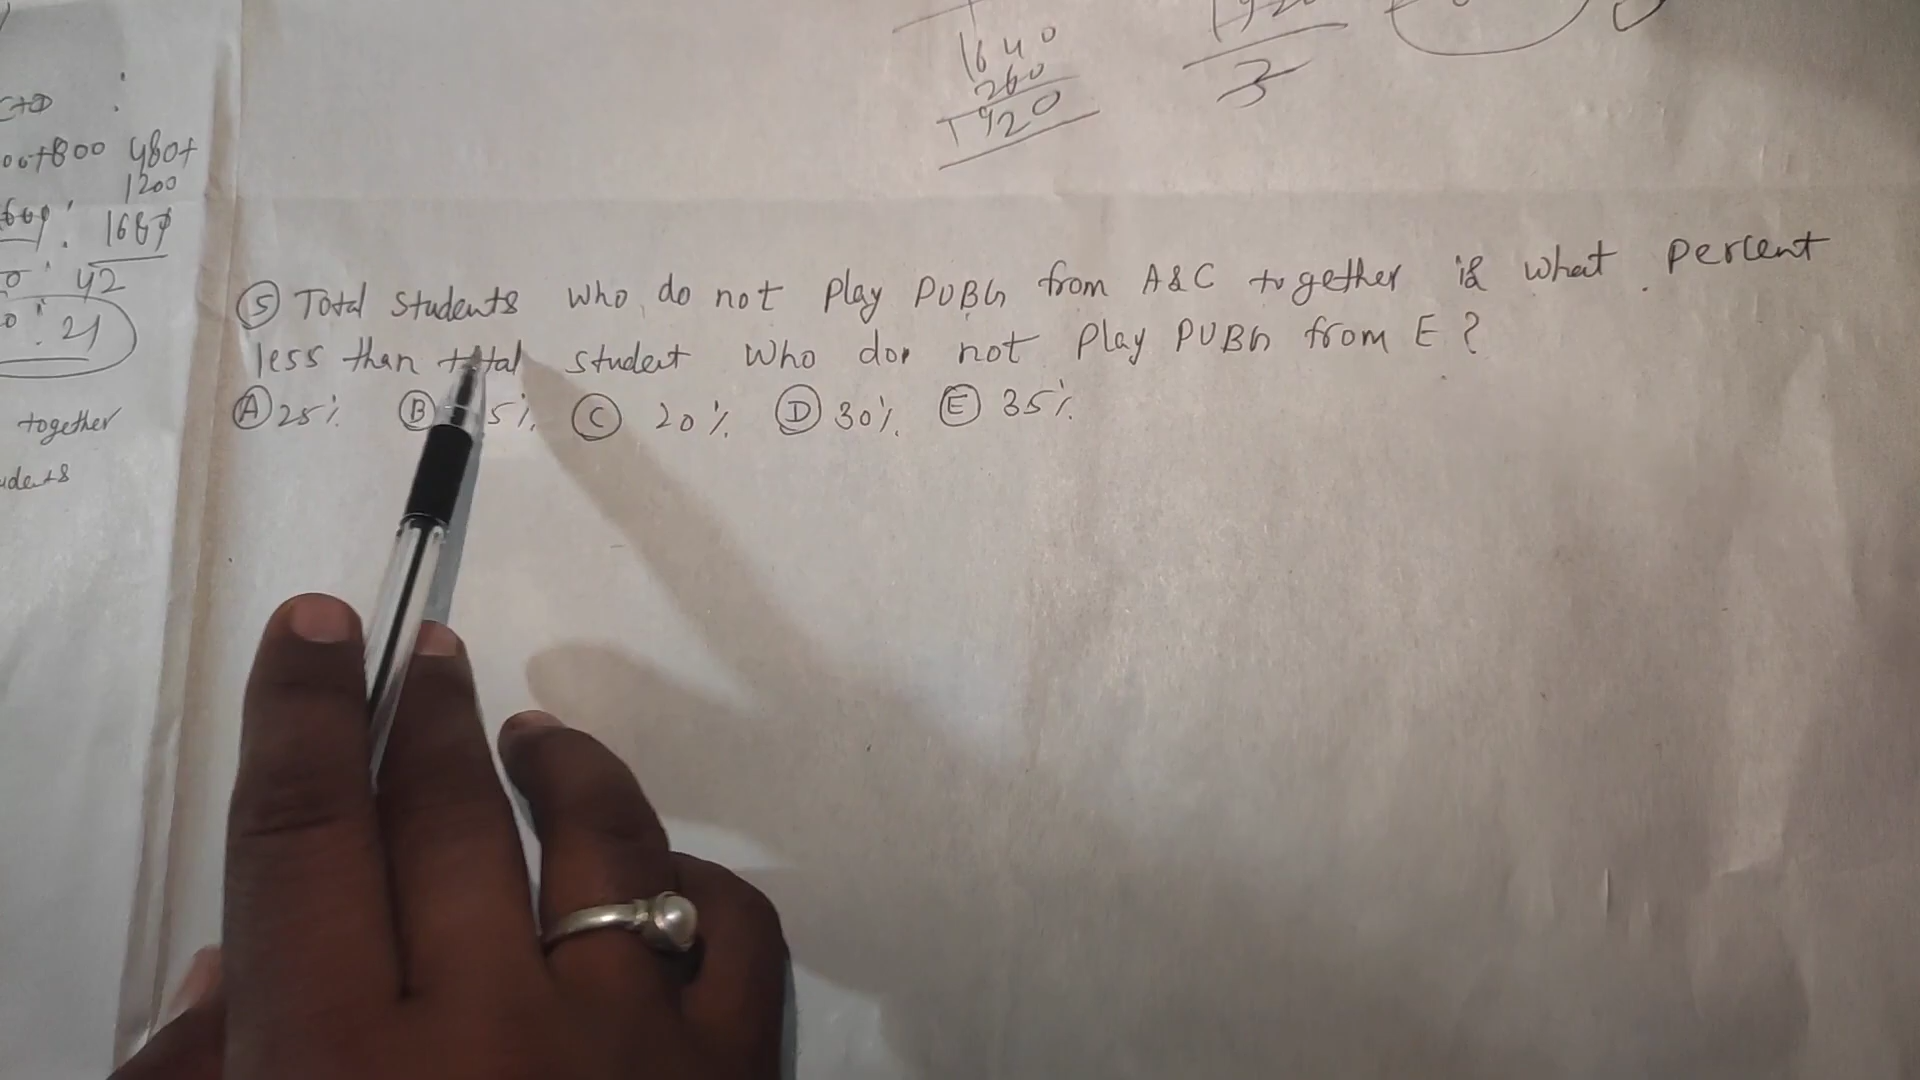 1640
260
1920
3
C+D
00+800 480+
1200
: 1680
: 42
: 21
together
⑤ Total students who do not play PUBG from A&C together is what percent
less than total student who do not play PUBG from E ?
Ⓐ 25% Ⓑ 5% Ⓒ 20% Ⓓ 30% Ⓔ 35%